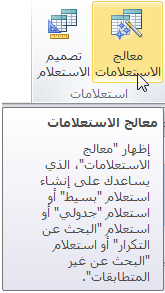 معالج
الاستعلامات
تصميم
الاستعلام
استعلامات
معالج الاستعلامات
إظهار "معالج
الاستعلامات"، الذي
يساعدك على إنشاء
استعلام "بسيط" أو
استعلام "جدولي" أو
استعلام "البحث عن
التكرار" أو استعلام
"البحث عن غير
المتطابقات".